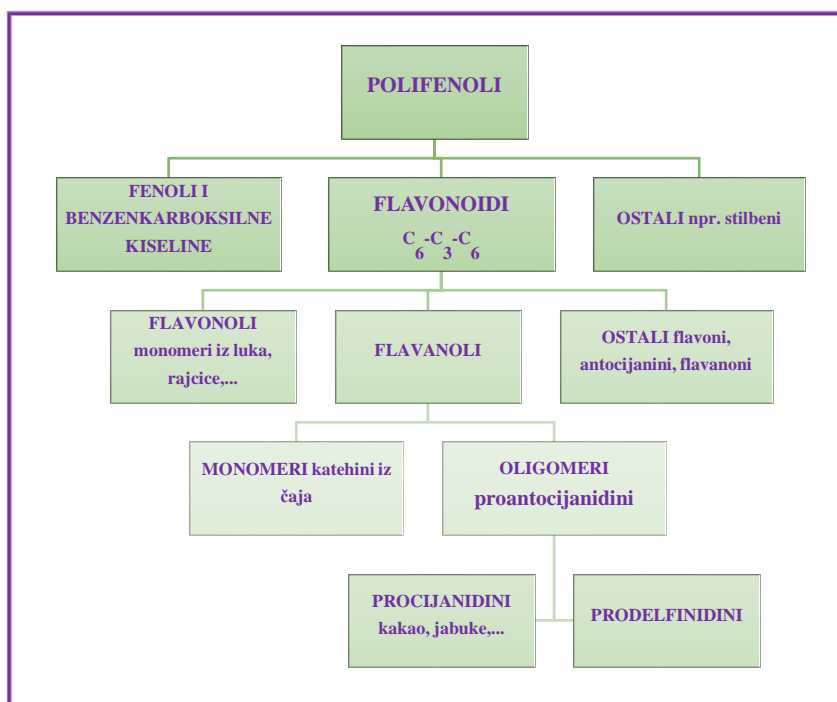 POLIFENOLI
FENOLI I
BENZENKARBOKSILNE
KISELINE
FLAVONOIDI
C6-C3-C6
OSTALI npr. stilbeni
FLAVONOLI
monomeri iz luka,
rajcice,...
FLAVANOLI
OSTALI flavoni,
antocijanini, flavanoni
MONOMERI katehini iz
čaja
OLIGOMERI
proantocijanidini
PROCIJANIDINI
kakao, jabuke,...
PRODELFINIDINI